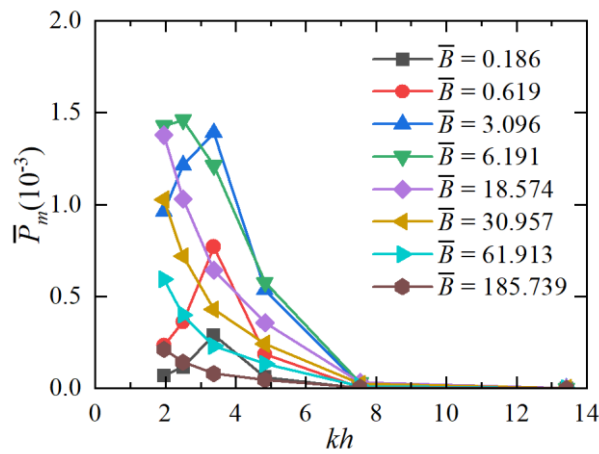 2.0
1.5
1.0
0.5
0.0
P̅m(10⁻³)
B̅ = 0.186
B̅ = 0.619
B̅ = 3.096
B̅ = 6.191
B̅ = 18.574
B̅ = 30.957
B̅ = 61.913
B̅ = 185.739
0 2 4 6 8 10 12 14
kh